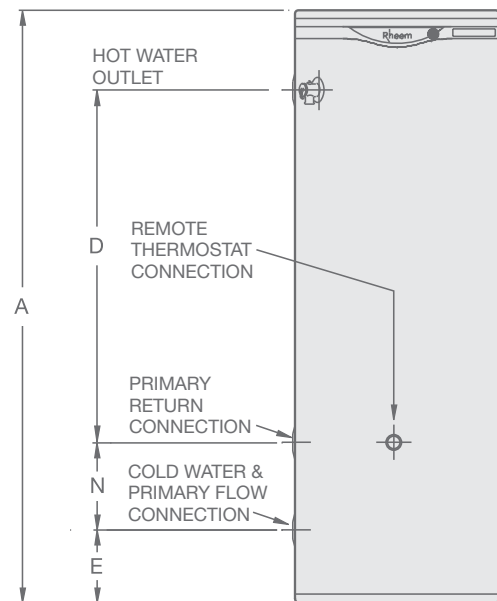 Rheem
HOT WATER
OUTLET
D
REMOTE
THERMOSTAT
CONNECTION
A
PRIMARY
RETURN
CONNECTION
N
COLD WATER &
PRIMARY FLOW
CONNECTION
E